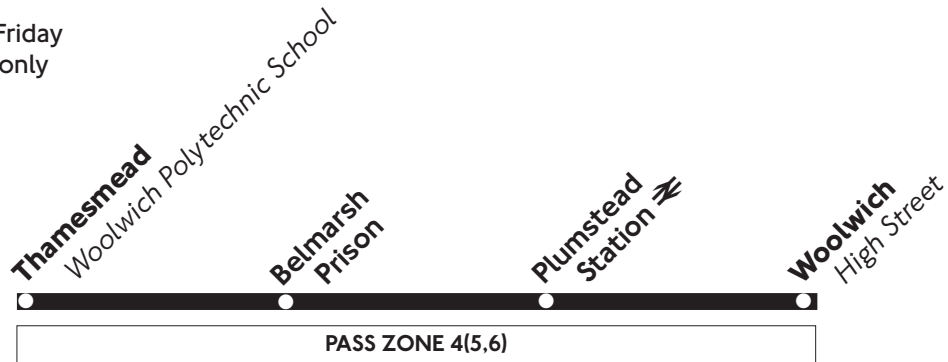 Friday
only
Thamesmead
Woolwich Polytechnic School
Belmarsh
Prison
Plumstead
Station
Woolwich
High Street
PASS ZONE 4(5,6)